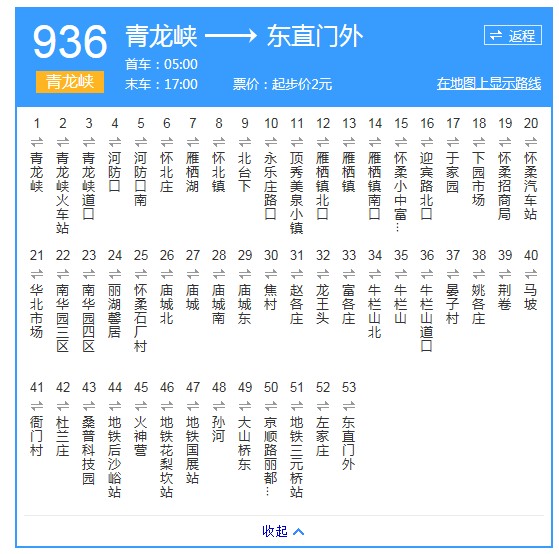 936
青龙峡
青龙峡 → 东直门外
返程
首车：05:00
末车：17:00
票价：起步价2元
在地图上显示路线
1 青龙峡
2 青龙峡火车站
3 青龙峡道口
4 河防口
5 河防口南
6 怀北庄
7 雁栖湖
8 怀北镇
9 北台下
10 永乐庄路口
11 顶秀美泉小镇
12 雁栖镇北口
13 雁栖镇
14 雁栖镇南口
15 怀柔小中富…
16 迎宾路北口
17 于家园
18 下园市场
19 怀柔招商局
20 怀柔汽车站
21 华北市场
22 南华园三区
23 南华园四区
24 丽湖馨居
25 怀柔石厂村
26 庙城北
27 庙城
28 庙城南
29 庙城东
30 焦村
31 赵各庄
32 龙王头
33 富各庄
34 牛栏山北
35 牛栏山
36 牛栏山道口
37 晏子村
38 姚各庄
39 荆卷
40 马坡
41 衙门村
42 杜兰庄
43 桑普科技园
44 地铁后沙峪站
45 火神营
46 地铁花梨坎站
47 地铁国展站
48 孙河
49 大山桥东
50 京顺路丽都…
51 地铁三元桥站
52 左家庄
53 东直门外
收起